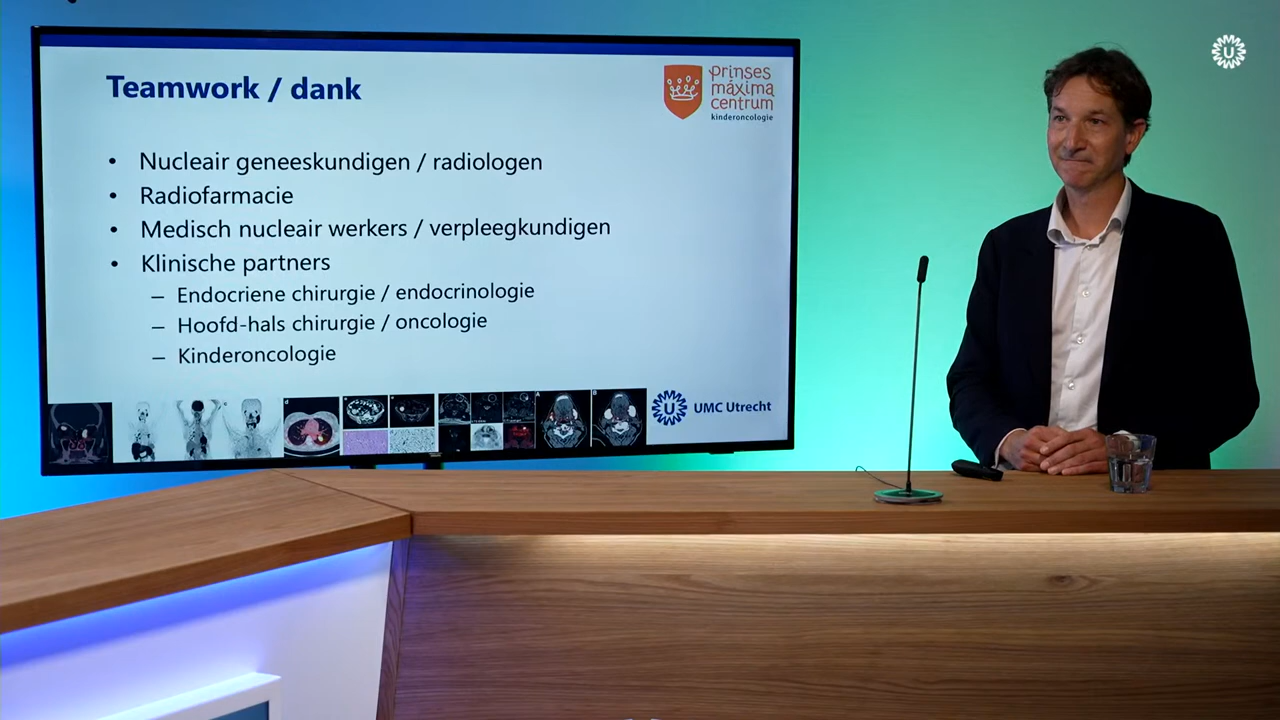 Teamwork / dank
prinses
máxima
centrum
kinderoncologie
• Nucleair geneeskundigen / radiologen
• Radiofarmacie
• Medisch nucleair werkers / verpleegkundigen
• Klinische partners
– Endocriene chirurgie / endocrinologie
– Hoofd-hals chirurgie / oncologie
– Kinderoncologie
U UMC Utrecht
U